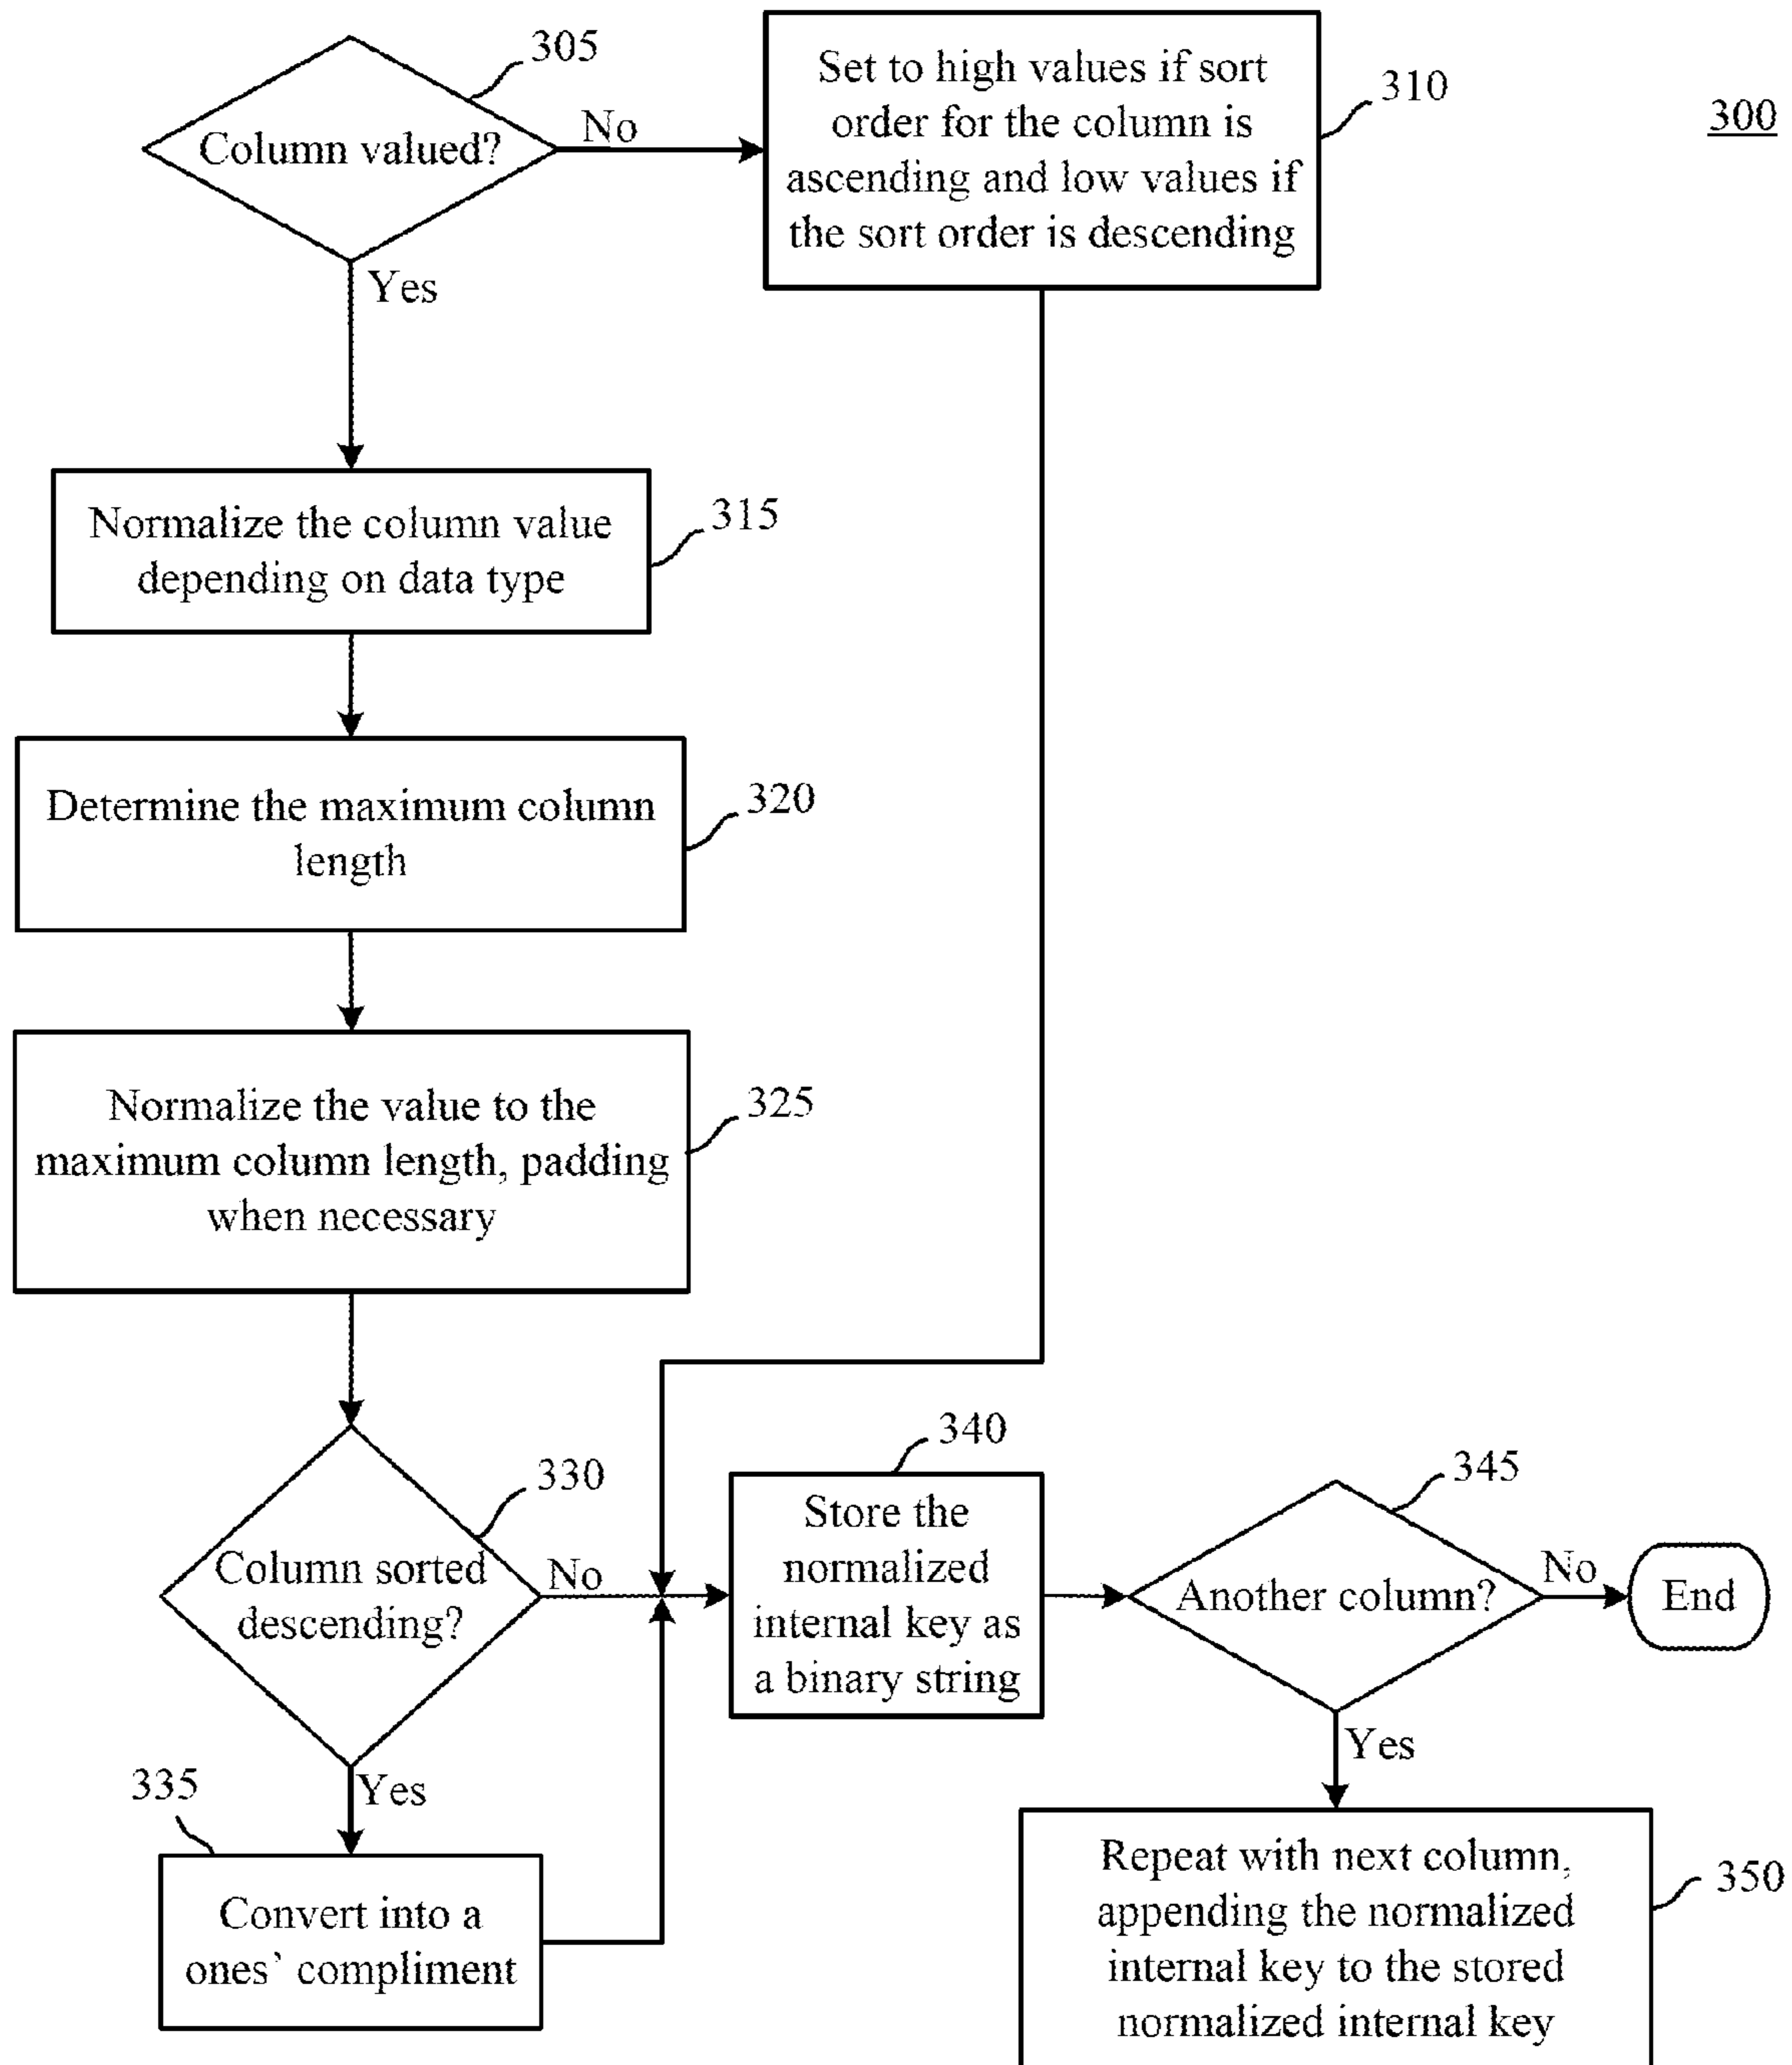 305
Column valued?
No
Yes
Set to high values if sort
order for the column is
ascending and low values if
the sort order is descending
310
300
Normalize the column value
depending on data type
315
Determine the maximum column
length
320
Normalize the value to the
maximum column length, padding
when necessary
325
330
Column sorted
descending?
No
Yes
335
Convert into a
ones’ compliment
340
Store the
normalized
internal key as
a binary string
345
Another column?
No
End
Yes
Repeat with next column,
appending the normalized
internal key to the stored
normalized internal key
350